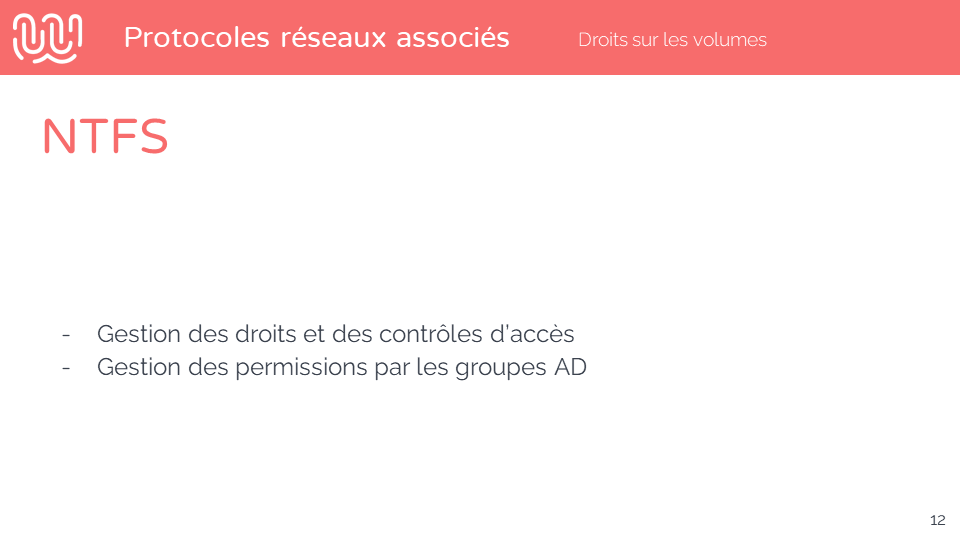 Protocoles réseaux associés
Droits sur les volumes
NTFS
- Gestion des droits et des contrôles d’accès
- Gestion des permissions par les groupes AD
12